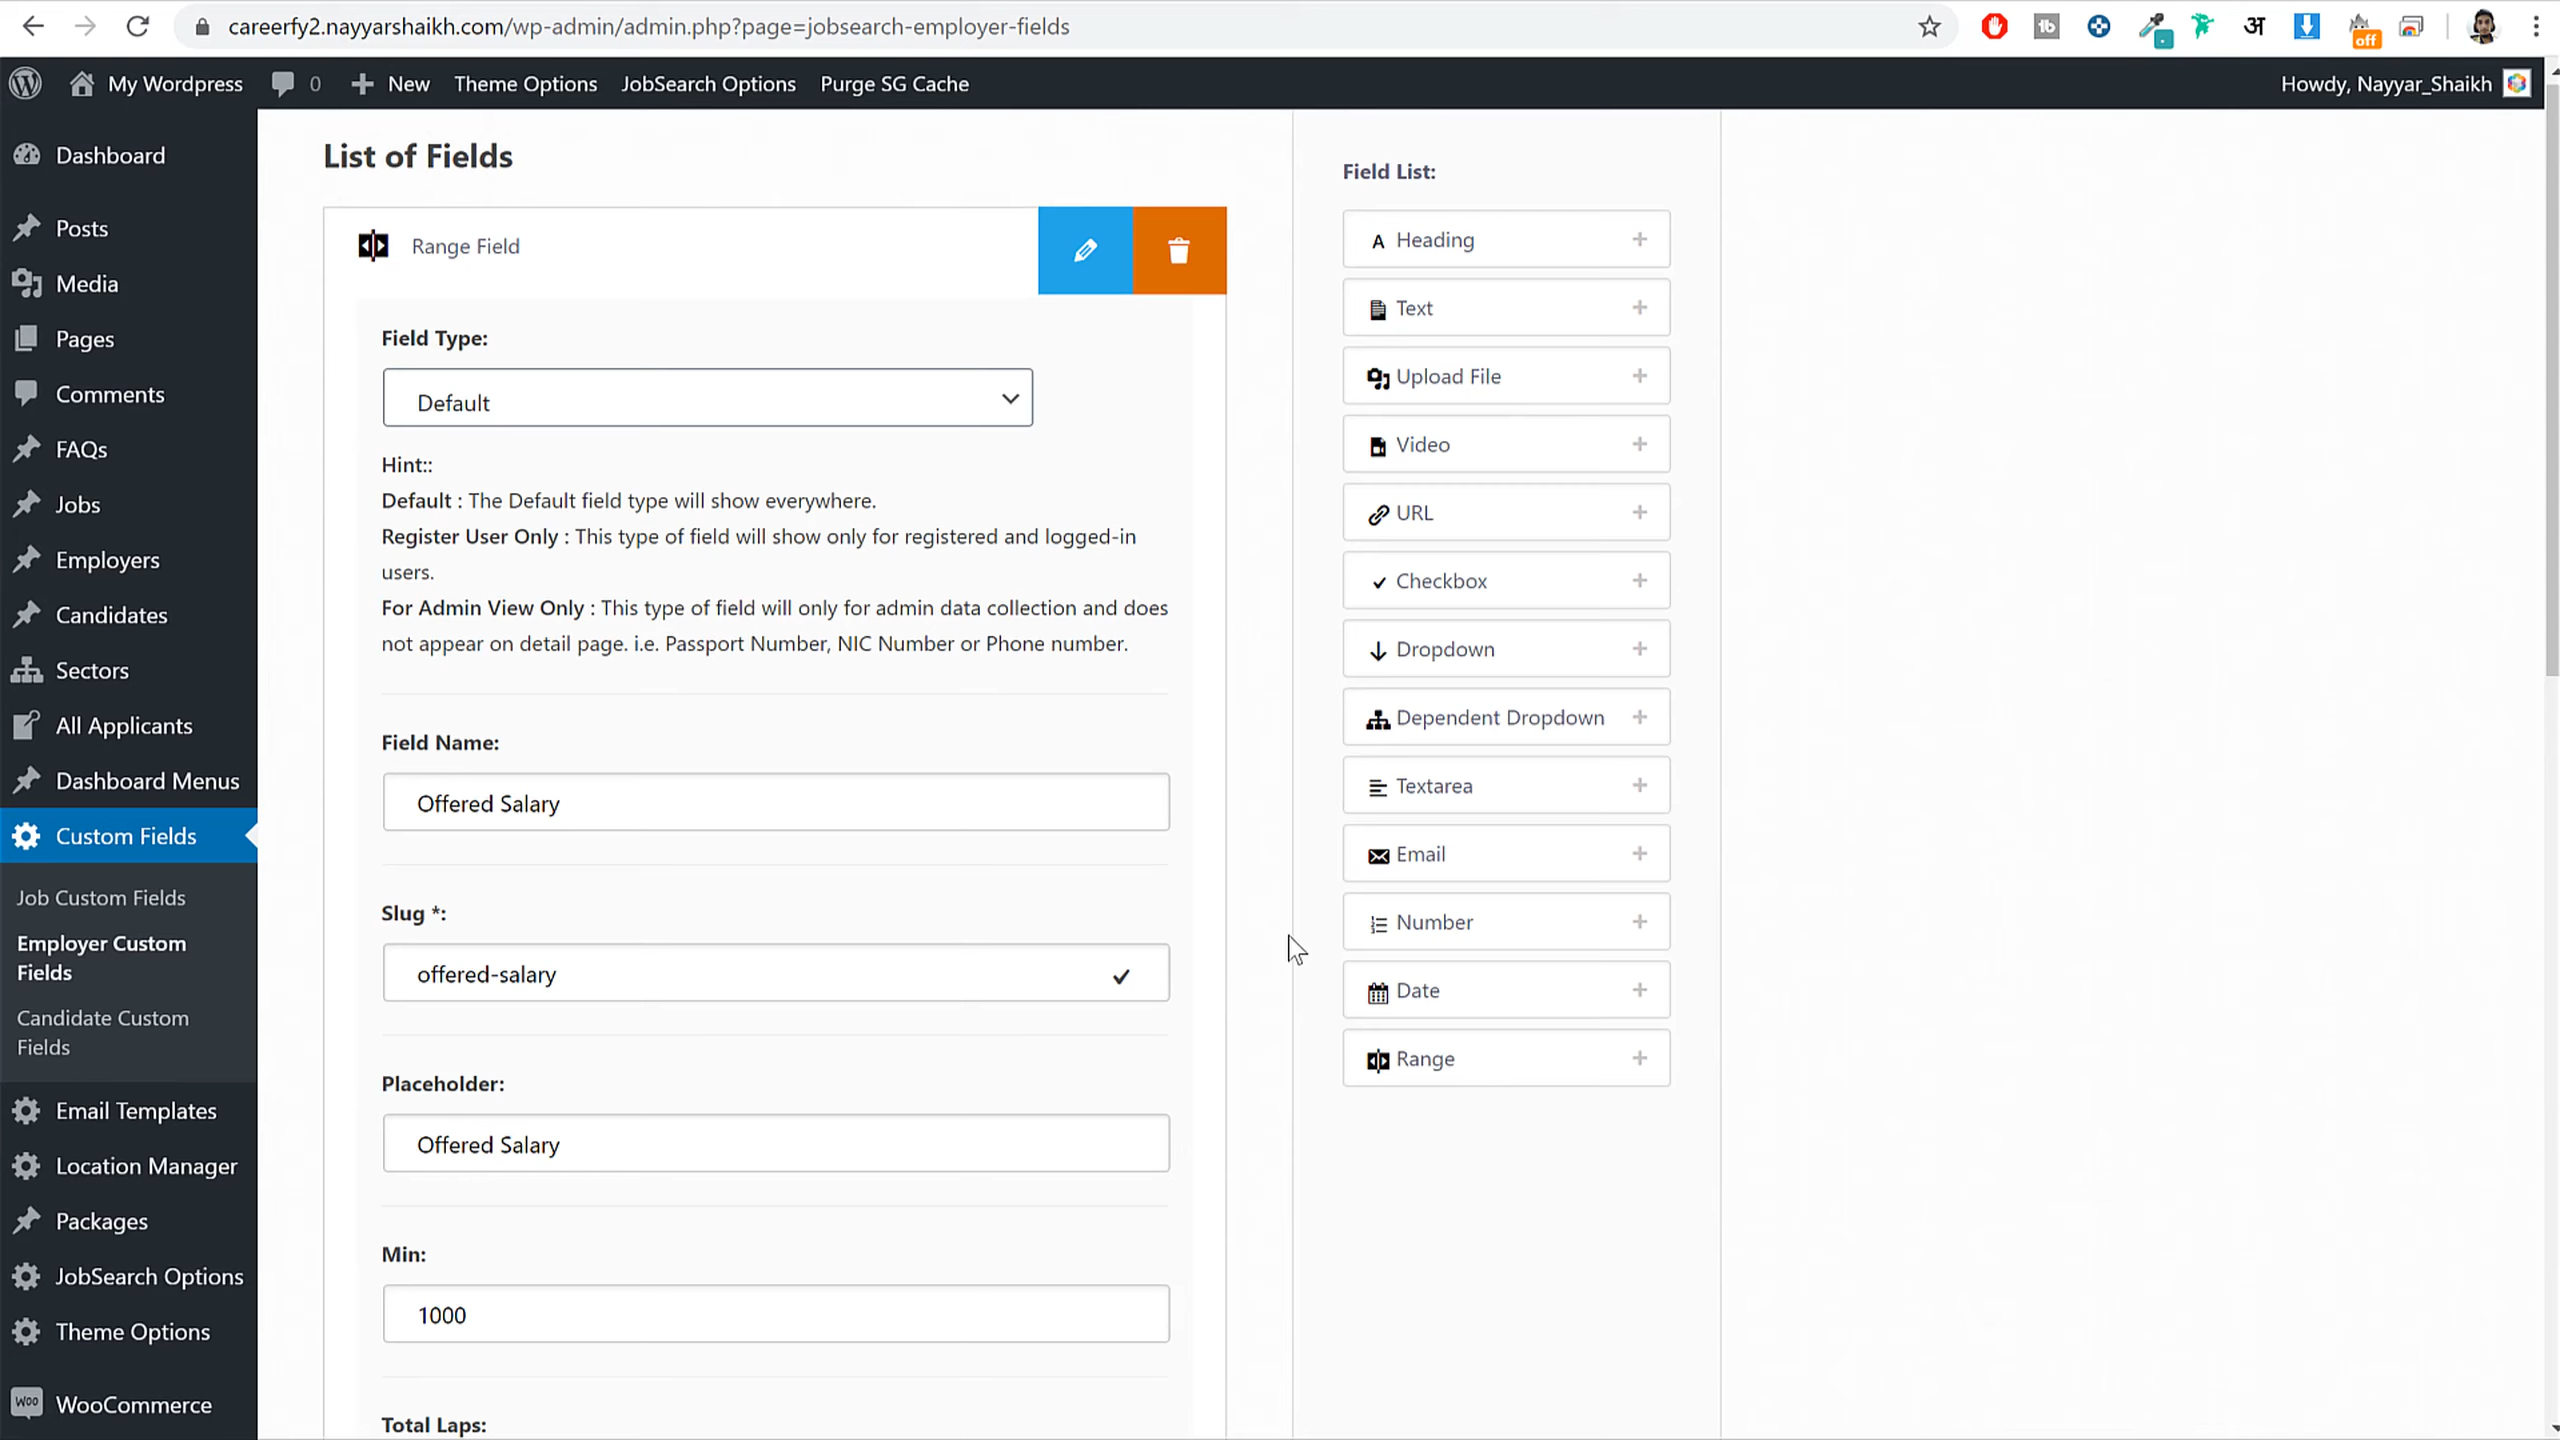 careerfy2.nayyarshaikh.com/wp-admin/admin.php?page=jobsearch-employer-fields
off
My Wordpress
0
New
Theme Options
JobSearch Options
Purge SG Cache
Howdy, Nayyar_Shaikh
Dashboard
Posts
Media
Pages
Comments
FAQs
Jobs
Employers
Candidates
Sectors
All Applicants
Dashboard Menus
Custom Fields
Job Custom Fields
Employer Custom
Fields
Candidate Custom
Fields
Email Templates
Location Manager
Packages
JobSearch Options
Theme Options
WOO
WooCommerce
List of Fields
Range Field
Field Type:
Default
Hint::
Default : The Default field type will show everywhere.
Register User Only : This type of field will show only for registered and logged-in
users.
For Admin View Only : This type of field will only for admin data collection and does
not appear on detail page. i.e. Passport Number, NIC Number or Phone number.
Field Name:
Offered Salary
Slug *:
offered-salary
Placeholder:
Offered Salary
Min:
1000
Total Laps:
Field List:
A Heading
Text
Upload File
Video
URL
Checkbox
Dropdown
Dependent Dropdown
Textarea
Email
Number
Date
Range
tb
अ